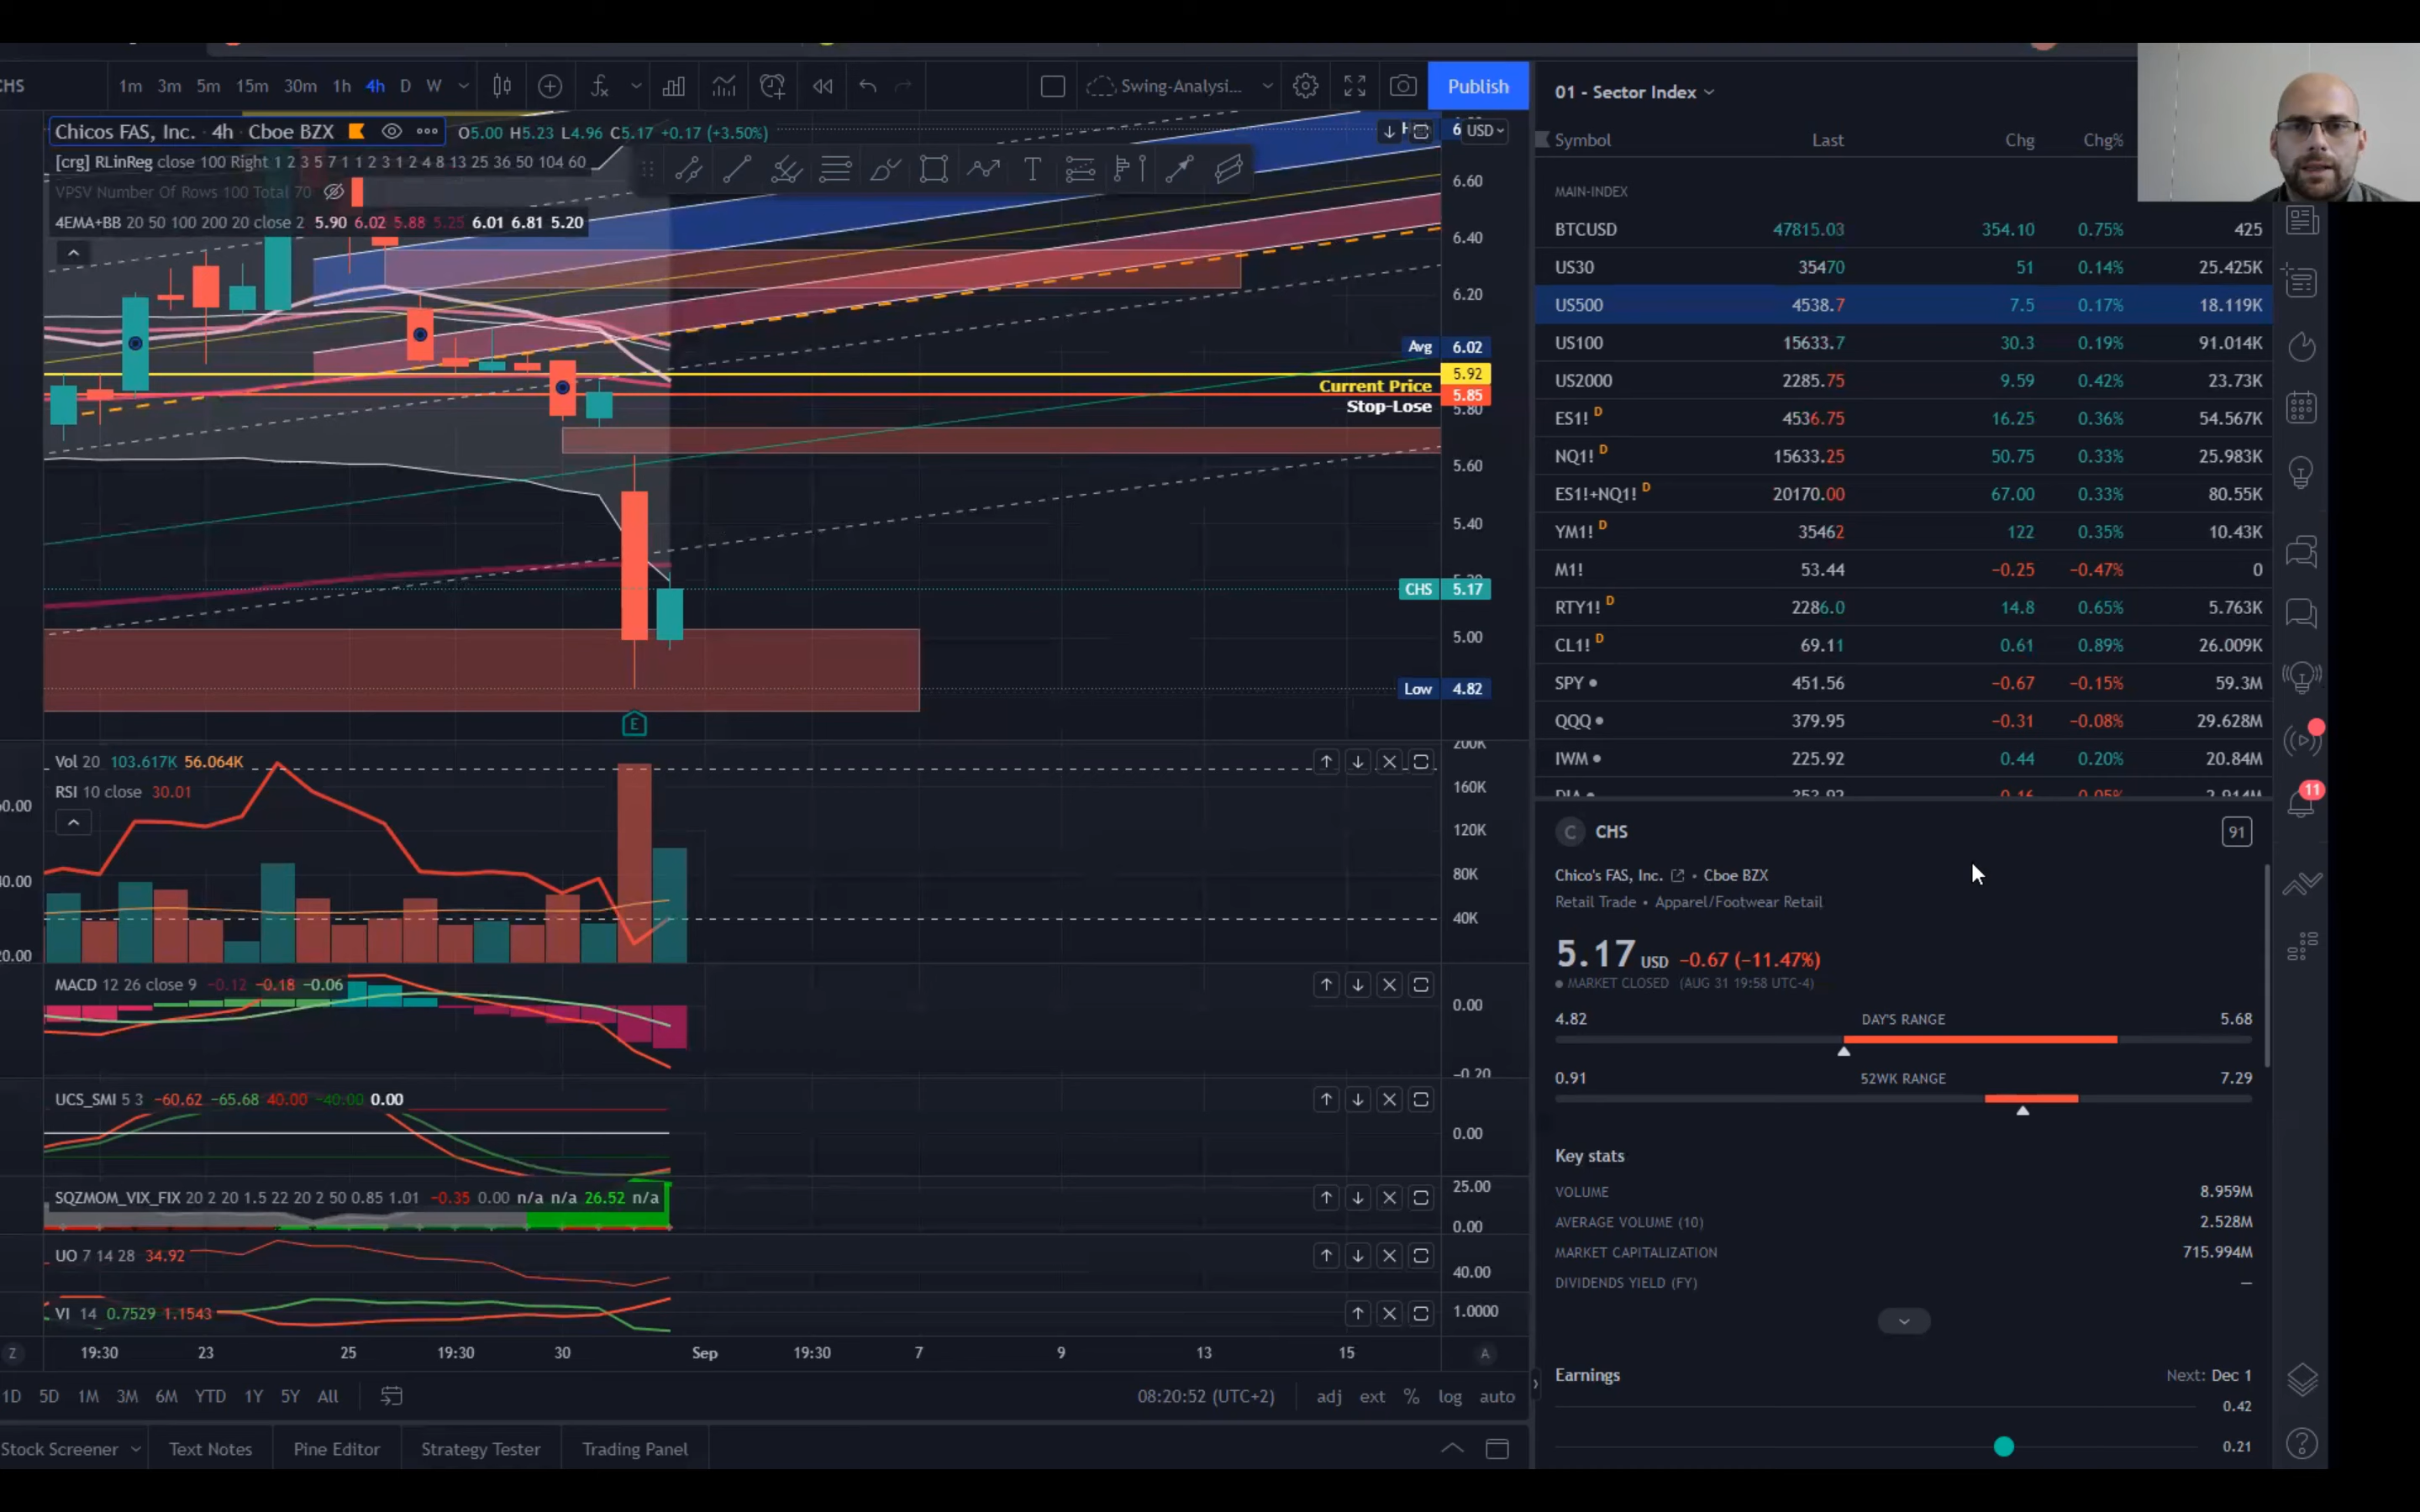 CHS 1m 3m 5m 15m 30m 1h 4h D W Swing-Analysi... Publish
Chicos FAS, Inc. · 4h · Cboe BZX O5.00 H5.23 L4.96 C5.17 +0.17 (+3.50%) USD
[crg] RLinReg close 100 Right 1 2 3 5 7 1 1 2 3 1 2 4 8 13 25 36 50 104 60
VPSV Number Of Rows 100 Total 70
4EMA+BB 20 50 100 200 20 close 2 5.90 6.02 5.88 5.25 6.01 6.81 5.20
6.60
6.40
6.20
Avg 6.02
5.92
Current Price
5.85
Stop-Lose
5.80
5.60
5.40
CHS 5.17
5.00
Low 4.82
E
Vol 20 103.617K 56.064K
RSI 10 close 30.01
200K
160K
120K
80K
40K
MACD 12 26 close 9 −0.12 −0.18 −0.06
0.00
−0.20
UCS_SMI 5 3 −60.62 −65.68 40.00 −40.00 0.00
0.00
SQZMOM_VIX_FIX 20 2 20 1.5 22 20 2 50 0.85 1.01 −0.35 0.00 n/a n/a 26.52 n/a
25.00
0.00
UO 7 14 28 34.92
40.00
VI 14 0.7529 1.1543
1.0000
Z 19:30 23 25 19:30 30 Sep 19:30 7 9 13 15 A
1D 5D 1M 3M 6M YTD 1Y 5Y All 08:20:52 (UTC+2) adj ext % log auto
Stock Screener Text Notes Pine Editor Strategy Tester Trading Panel
01 - Sector Index
Symbol Last Chg Chg%
MAIN-INDEX
BTCUSD 47815.03 354.10 0.75% 425
US30 35470 51 0.14% 25.425K
US500 4538.7 7.5 0.17% 18.119K
US100 15633.7 30.3 0.19% 91.014K
US2000 2285.75 9.59 0.42% 23.73K
ES1! D 4536.75 16.25 0.36% 54.567K
NQ1! D 15633.25 50.75 0.33% 25.983K
ES1!+NQ1! D 20170.00 67.00 0.33% 80.55K
YM1! D 35462 122 0.35% 10.43K
M1! 53.44 −0.25 −0.47% 0
RTY1! D 2286.0 14.8 0.65% 5.763K
CL1! D 69.11 0.61 0.89% 26.009K
SPY 451.56 −0.67 −0.15% 59.3M
QQQ 379.95 −0.31 −0.08% 29.628M
IWM 225.92 0.44 0.20% 20.84M
DIA 353.92 −0.16 −0.05% 2.914M
11
C CHS 91
Chico's FAS, Inc. • Cboe BZX
Retail Trade • Apparel/Footwear Retail
5.17 USD −0.67 (−11.47%)
MARKET CLOSED (AUG 31 19:58 UTC-4)
4.82 DAY'S RANGE 5.68
0.91 52WK RANGE 7.29
Key stats
VOLUME 8.959M
AVERAGE VOLUME (10) 2.528M
MARKET CAPITALIZATION 715.994M
DIVIDENDS YIELD (FY) —
Earnings Next: Dec 1
0.42
0.21